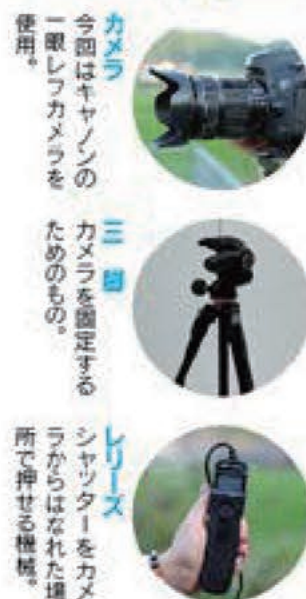 カメラ
今回はキャノンの
一眼レフカメラを
使用。
三脚
カメラを固定する
ためのもの。
レリーズ
シャッターをカメ
ラからはなれた場
所で押せる機械。